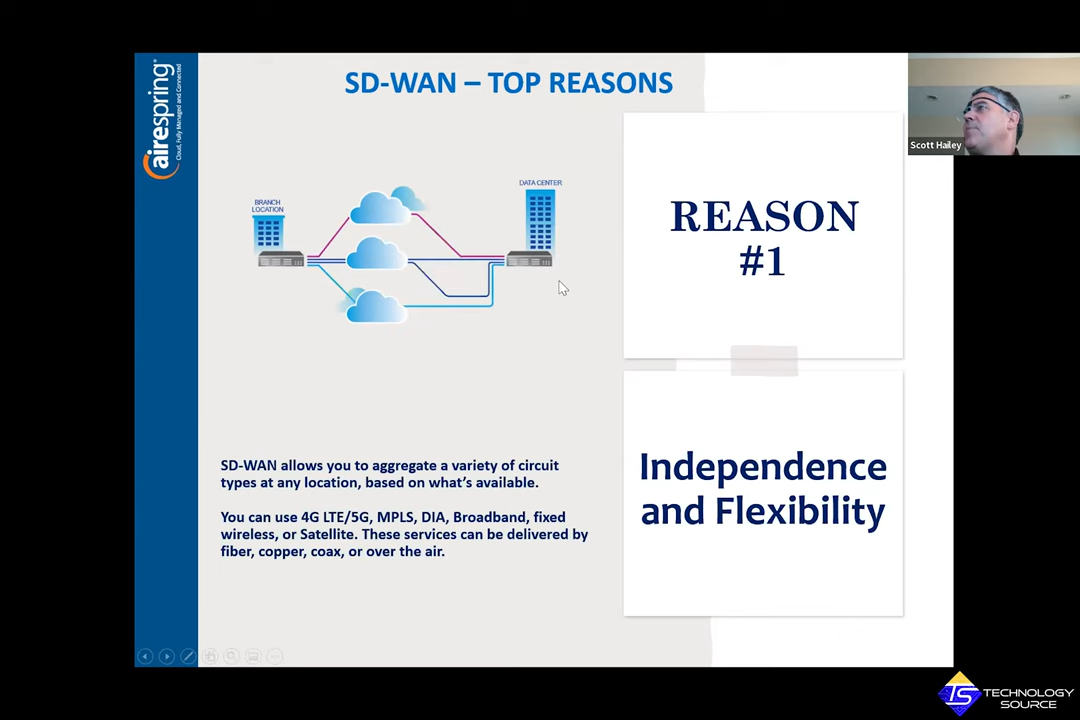 airespring
Cloud, Fully Managed and Connected
SD-WAN – TOP REASONS
BRANCH
LOCATION
DATA CENTER
REASON
#1
Scott Hailey
Independence
and Flexibility
SD-WAN allows you to aggregate a variety of circuit
types at any location, based on what's available.
You can use 4G LTE/5G, MPLS, DIA, Broadband, fixed
wireless, or Satellite. These services can be delivered by
fiber, copper, coax, or over the air.
TS TECHNOLOGY
SOURCE